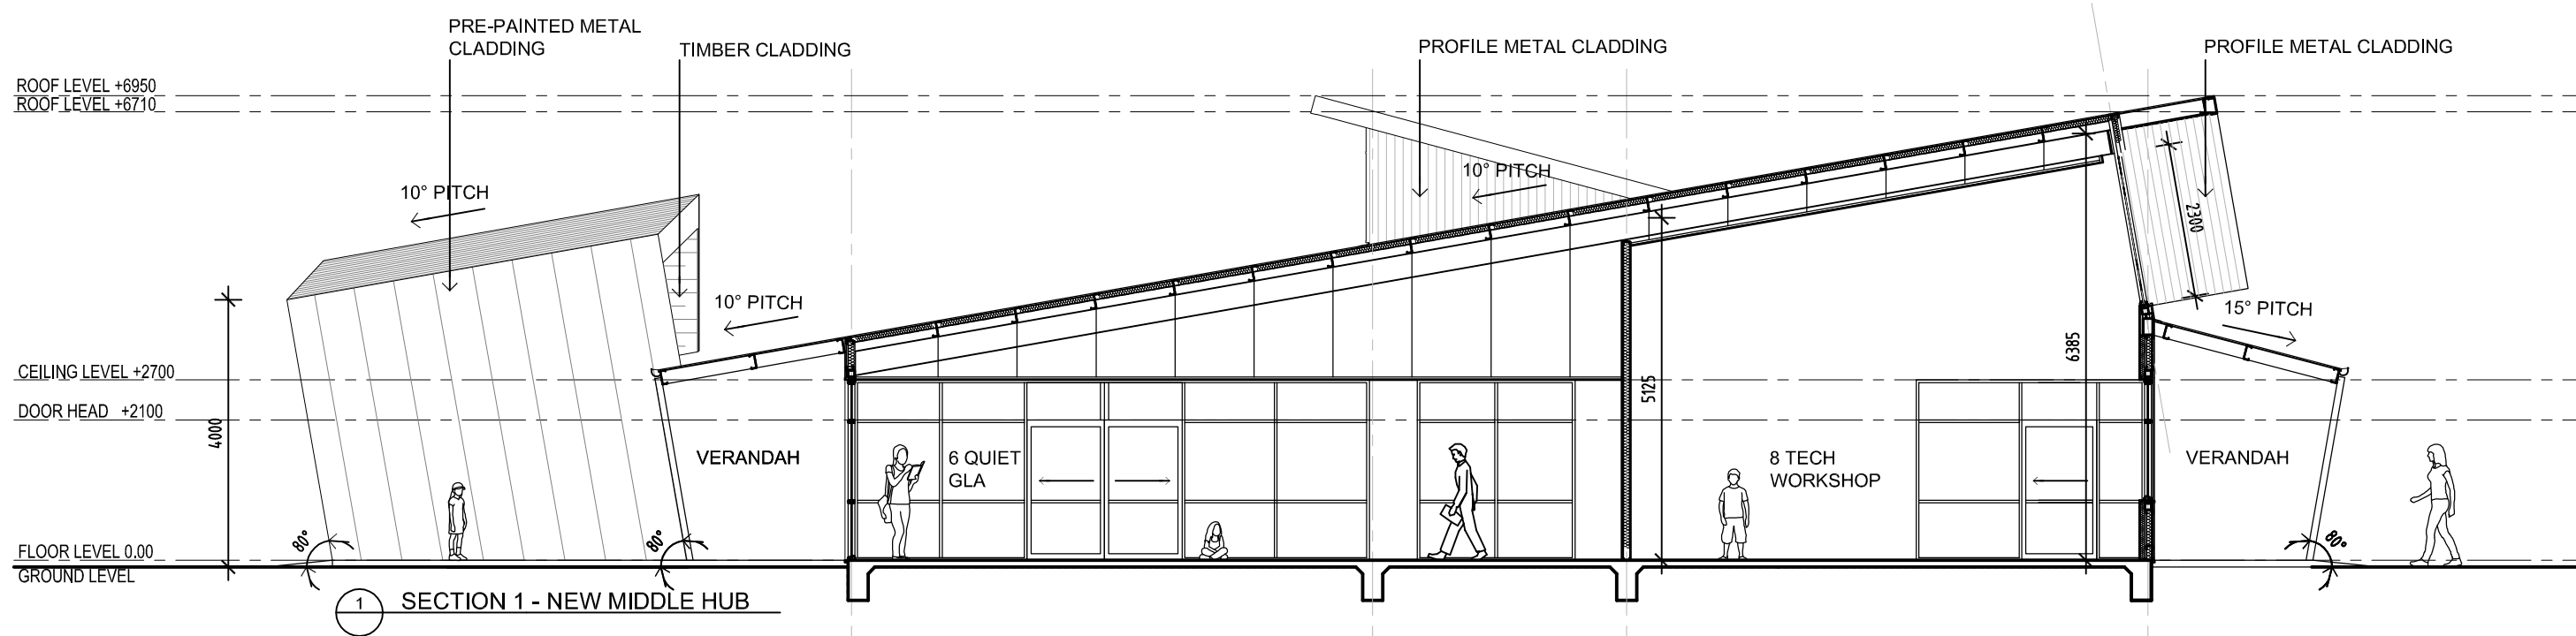 PRE-PAINTED METAL
CLADDING
TIMBER CLADDING
PROFILE METAL CLADDING
PROFILE METAL CLADDING
ROOF LEVEL +6950
ROOF LEVEL +6710
10° PITCH
10° PITCH
10° PITCH
2300
15° PITCH
CEILING LEVEL +2700
DOOR HEAD +2100
4000
5125
6385
VERANDAH
6 QUIET
GLA
8 TECH
WORKSHOP
VERANDAH
80°
80°
80°
FLOOR LEVEL 0.00
GROUND LEVEL
1
SECTION 1 - NEW MIDDLE HUB